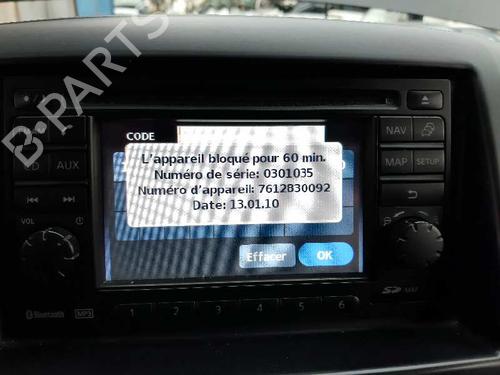 B-PARTS
CODE
L'appareil bloqué pour 60 min.
Numéro de série: 0301035
Numéro d'appareil: 7612830092
Date: 13.01.10
Effacer
OK
CD
AUX
NAV
MAP
SETUP
VOL
Bluetooth
MP3
1
2
3
4
5
6